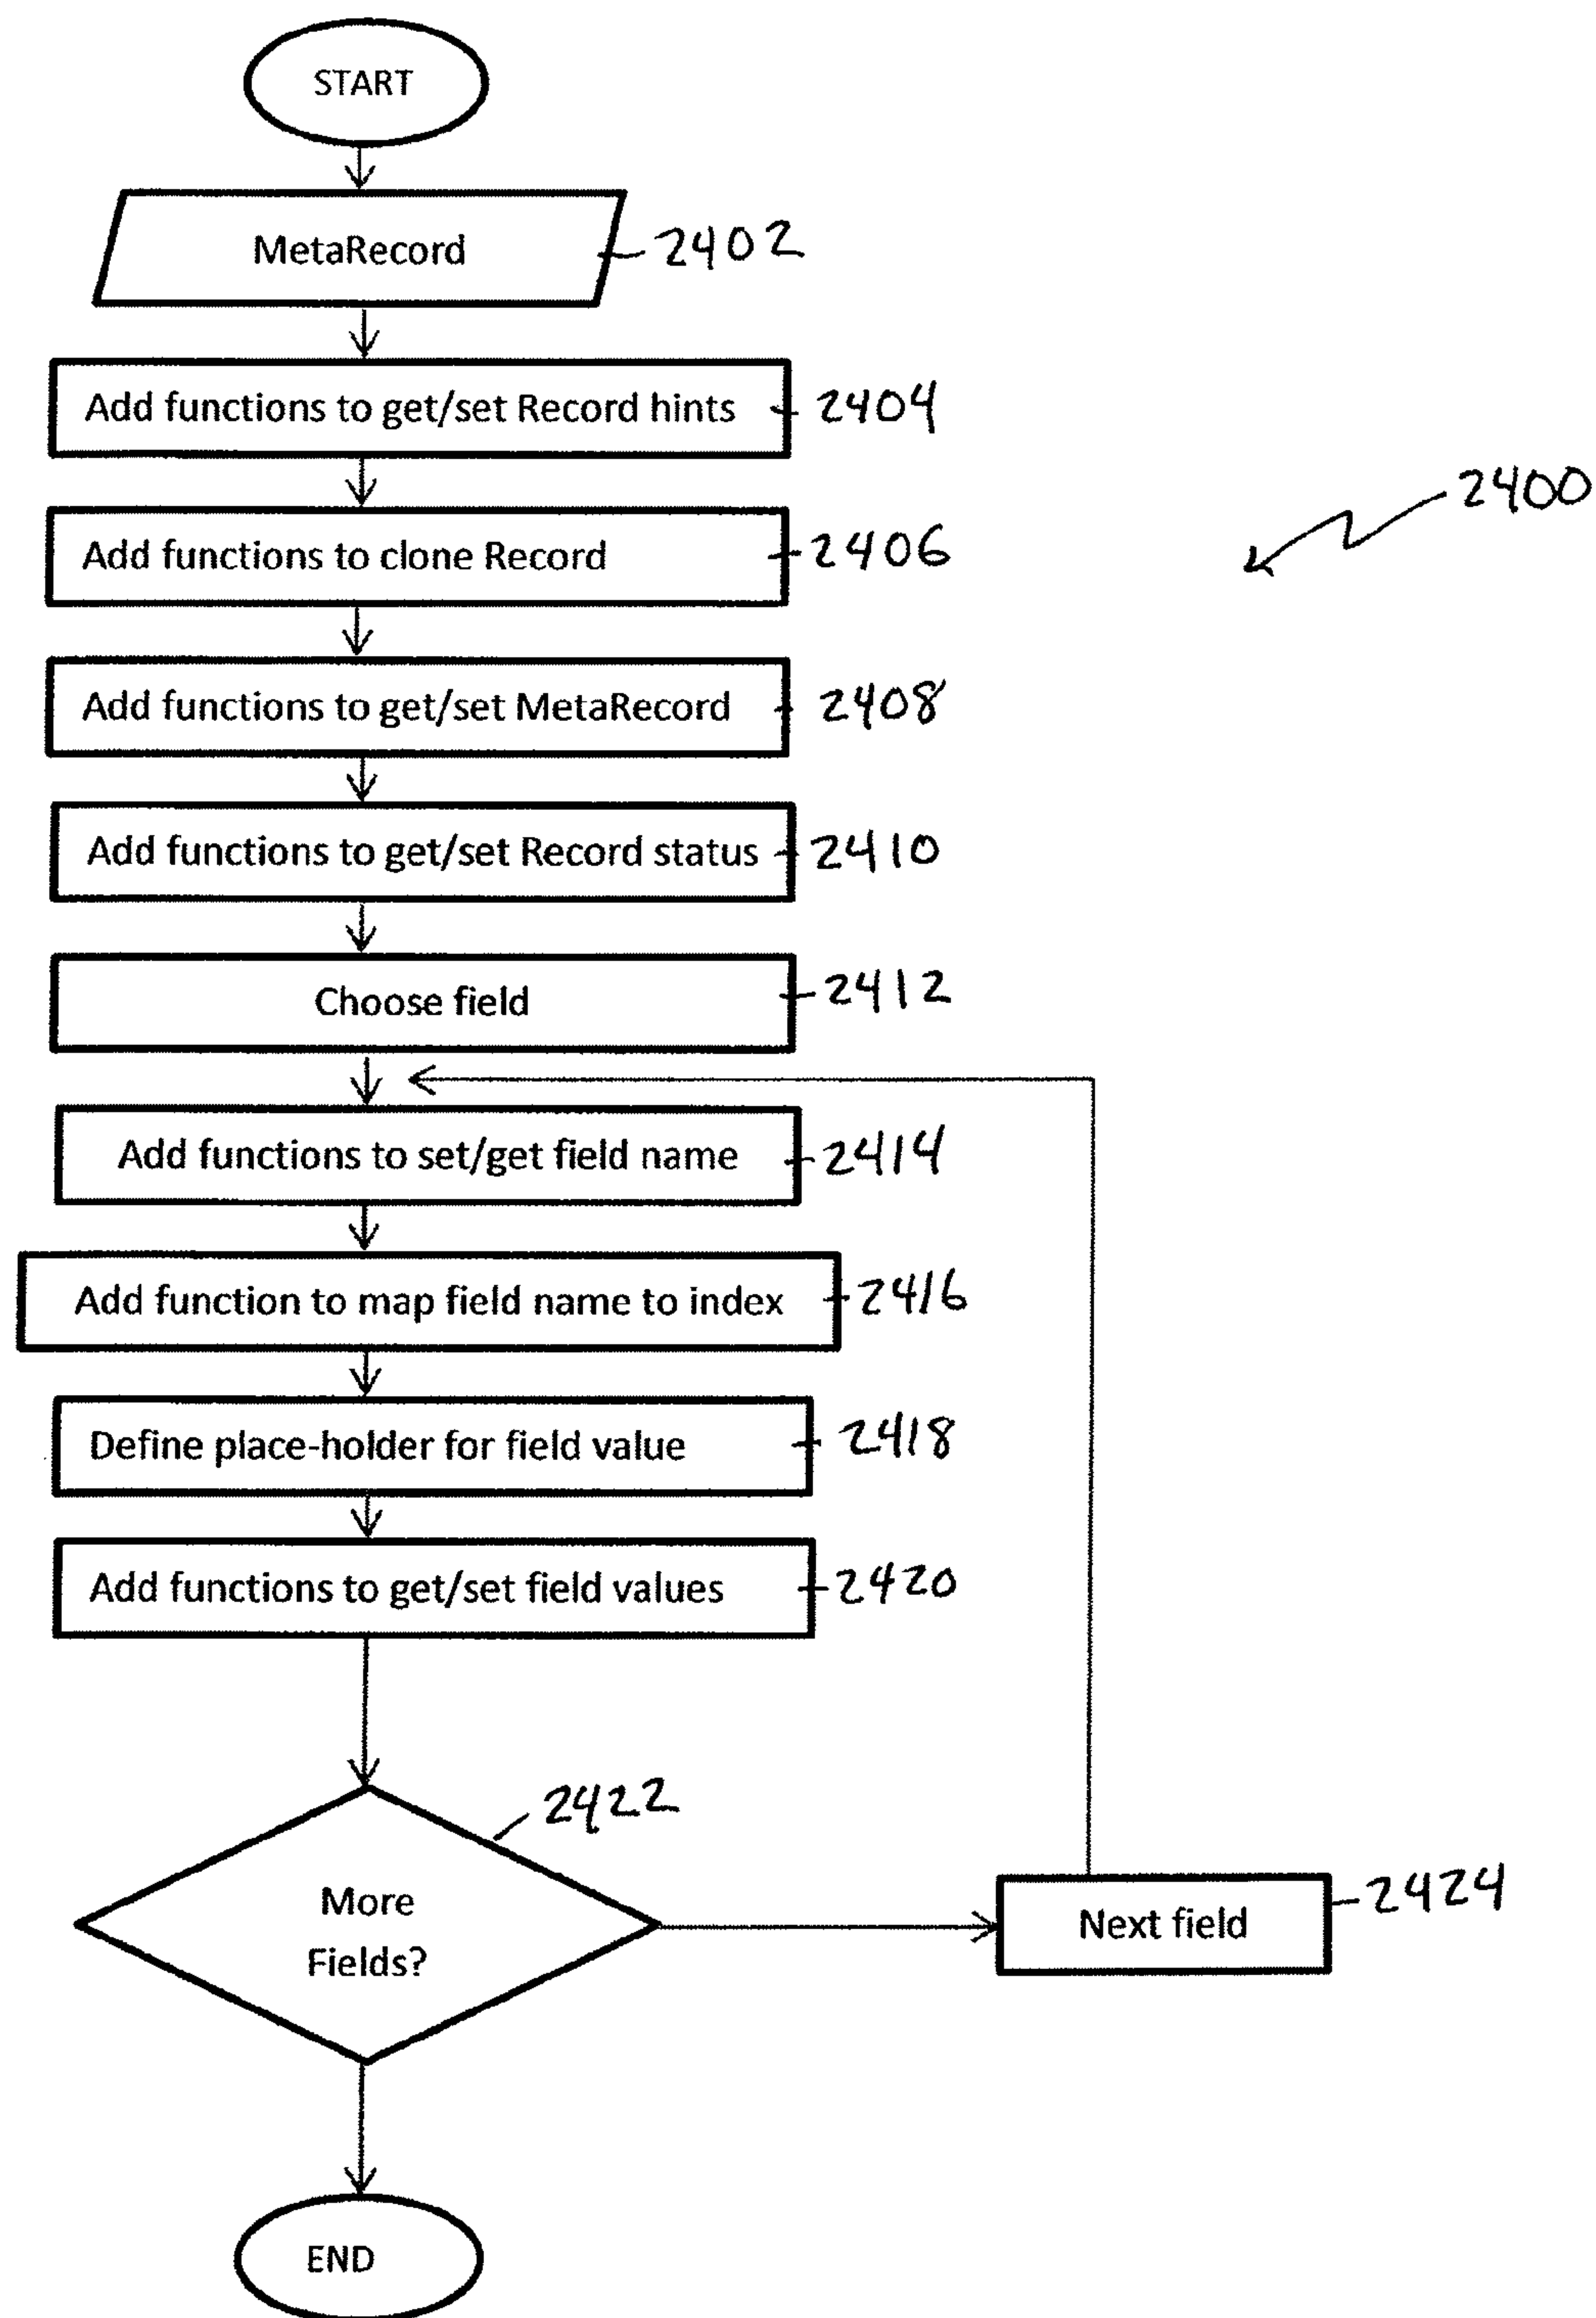 START
MetaRecord
2402
Add functions to get/set Record hints
2404
2400
Add functions to clone Record
2406
Add functions to get/set MetaRecord
2408
Add functions to get/set Record status
2410
Choose field
2412
Add functions to set/get field name
2414
Add function to map field name to index
2416
Define place-holder for field value
2418
Add functions to get/set field values
2420
2422
More
Fields?
Next field
2424
END